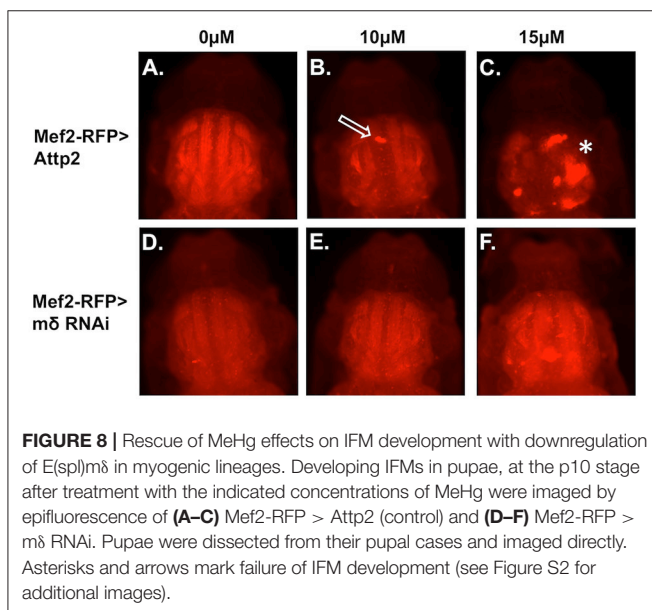 0µM 10µM 15µM
A. B. C.
Mef2-RFP>
Attp2
*
D. E. F.
Mef2-RFP>
mδ RNAi
FIGURE 8 | Rescue of MeHg effects on IFM development with downregulation
of E(spl)mδ in myogenic lineages. Developing IFMs in pupae, at the p10 stage
after treatment with the indicated concentrations of MeHg were imaged by
epifluorescence of (A–C) Mef2-RFP > Attp2 (control) and (D–F) Mef2-RFP >
mδ RNAi. Pupae were dissected from their pupal cases and imaged directly.
Asterisks and arrows mark failure of IFM development (see Figure S2 for
additional images).